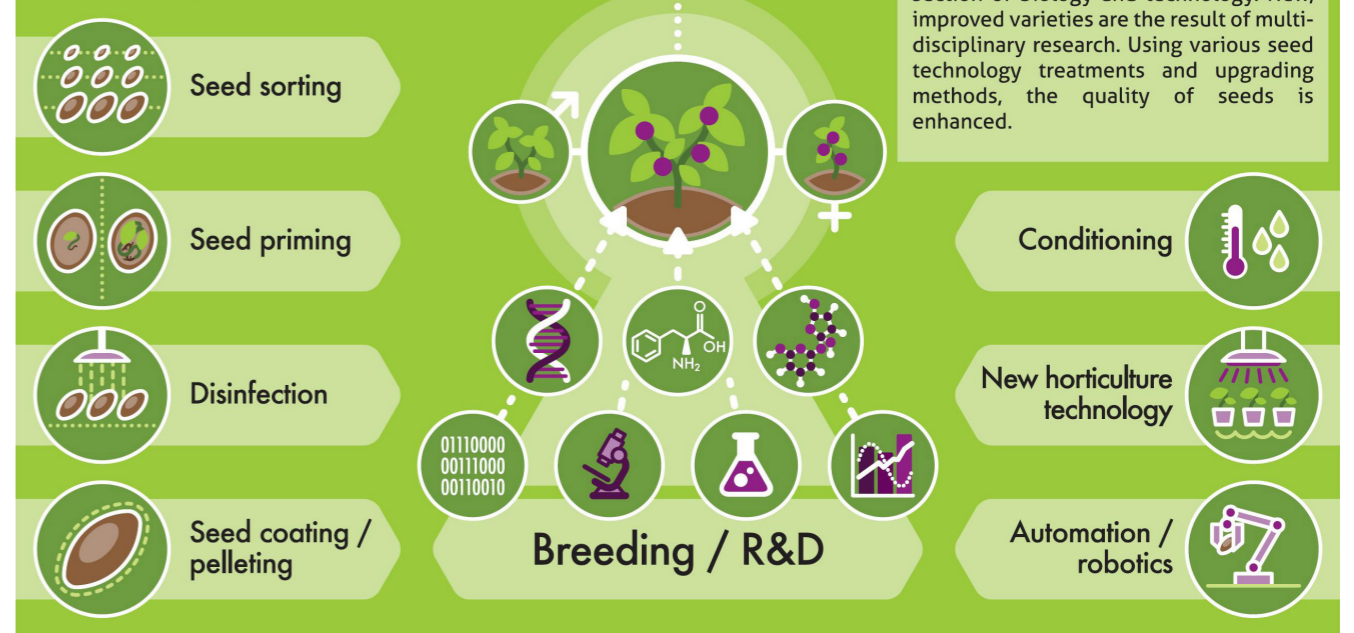 improved varieties are the result of multi-
disciplinary research. Using various seed
technology treatments and upgrading
methods, the quality of seeds is
enhanced.
Seed sorting
Seed priming
Disinfection
Seed coating /
pelleting
OH
NH₂
O
01110000
00111000
00110010
Breeding / R&D
Conditioning
New horticulture
technology
Automation /
robotics